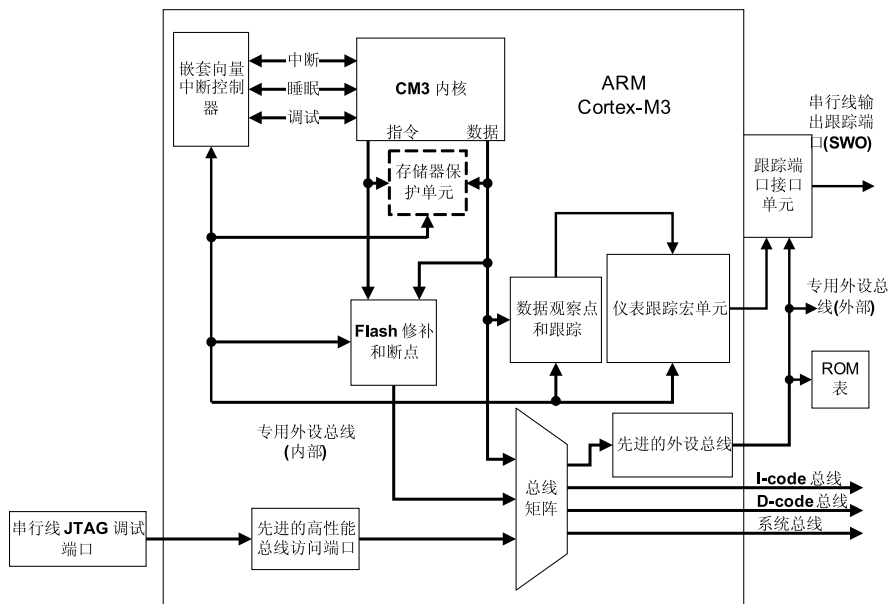 嵌套向量
中断控制
器
中断
睡眠
调试
CM3 内核
指令
数据
ARM
Cortex-M3
串行线输
出跟踪端
口(SWO)
存储器保
护单元
跟踪端
口接口
单元
Flash 修补
和断点
数据观察点
和跟踪
仪表跟踪宏单元
专用外设总
线(外部)
ROM
表
专用外设总线
(内部)
先进的外设总线
总线
矩阵
I-code 总线
D-code 总线
系统总线
串行线 JTAG 调试
端口
先进的高性能
总线访问端口